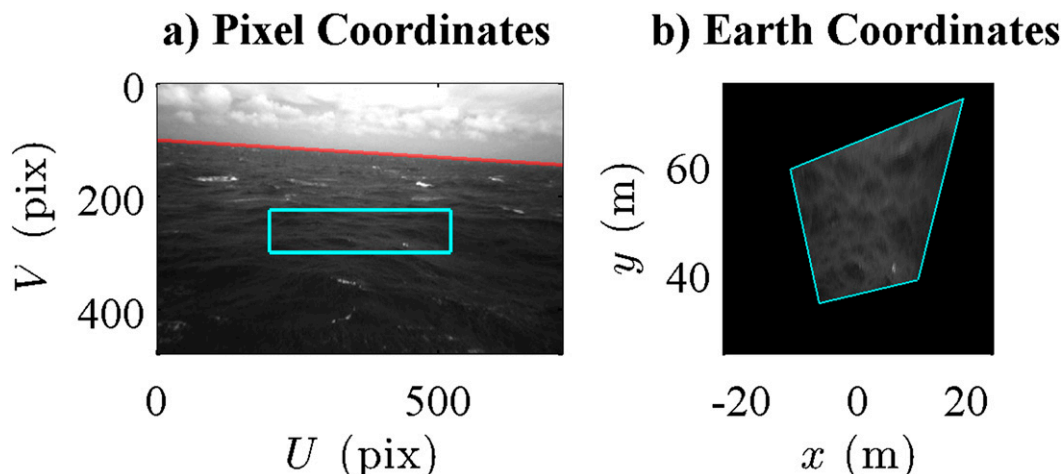 a) Pixel Coordinates
0
200
400
V (pix)
0 500
U (pix)
b) Earth Coordinates
60
40
y (m)
-20 0 20
x (m)